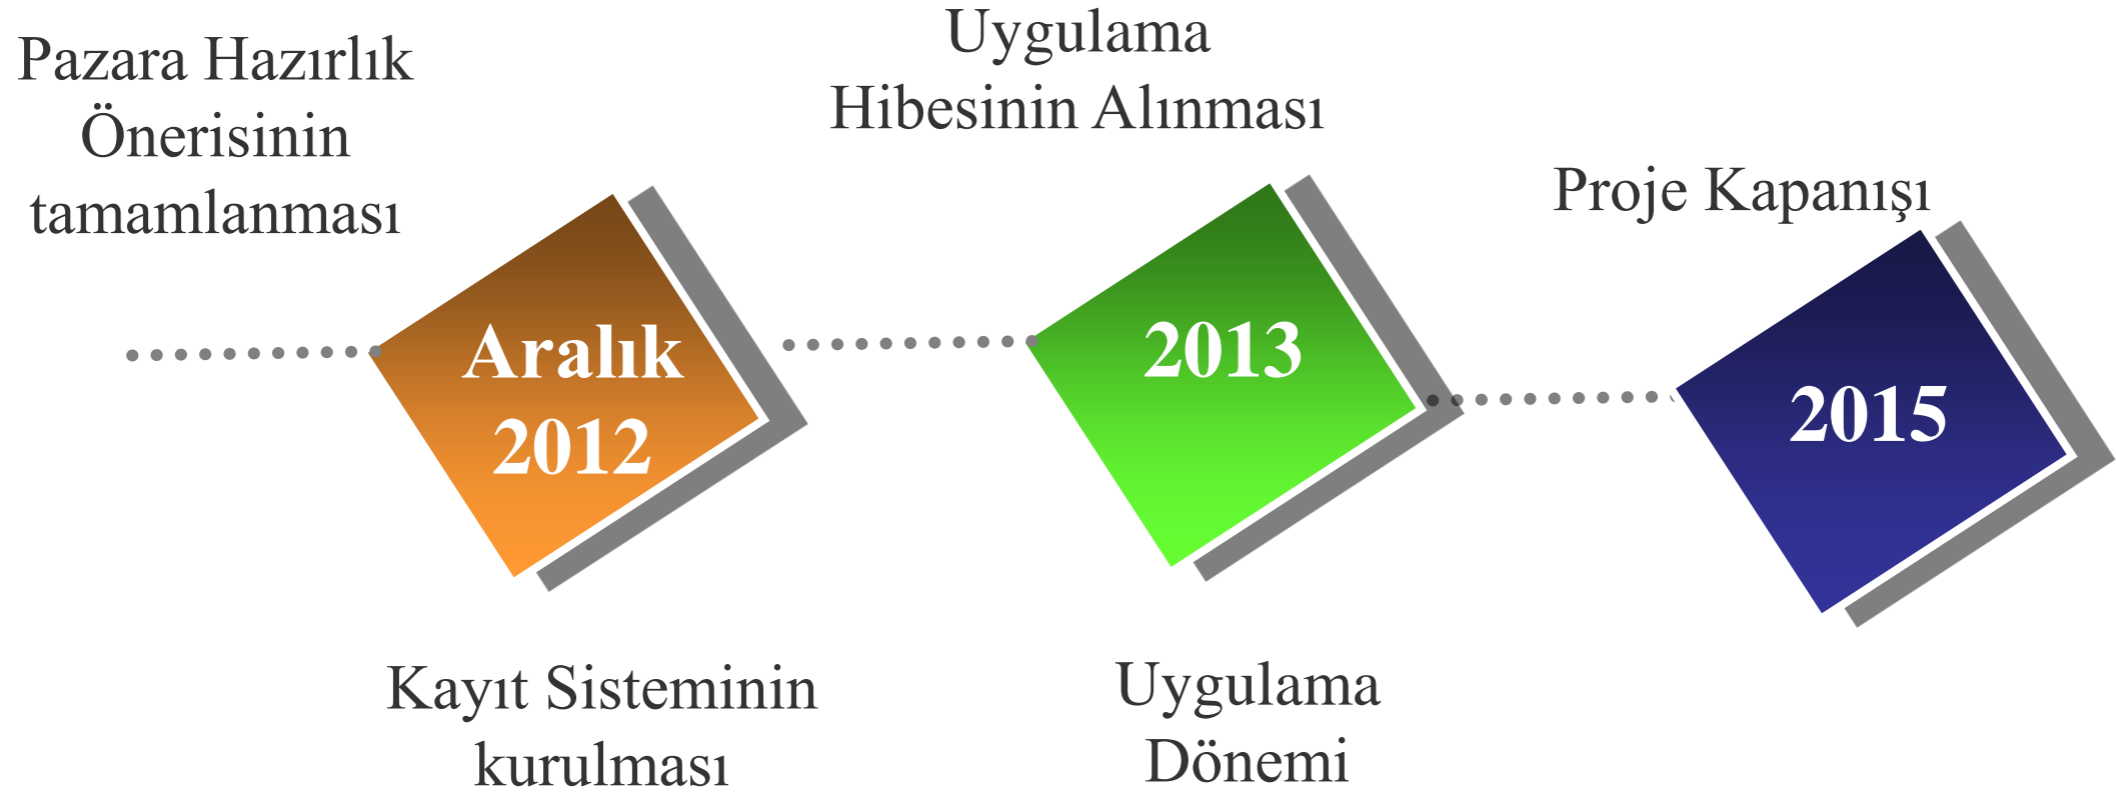 Pazara Hazırlık
Önerisinin
tamamlanması
Aralık
2012
Kayıt Sisteminin
kurulması
Uygulama
Hibesinin Alınması
2013
Uygulama
Dönemi
Proje Kapanışı
2015